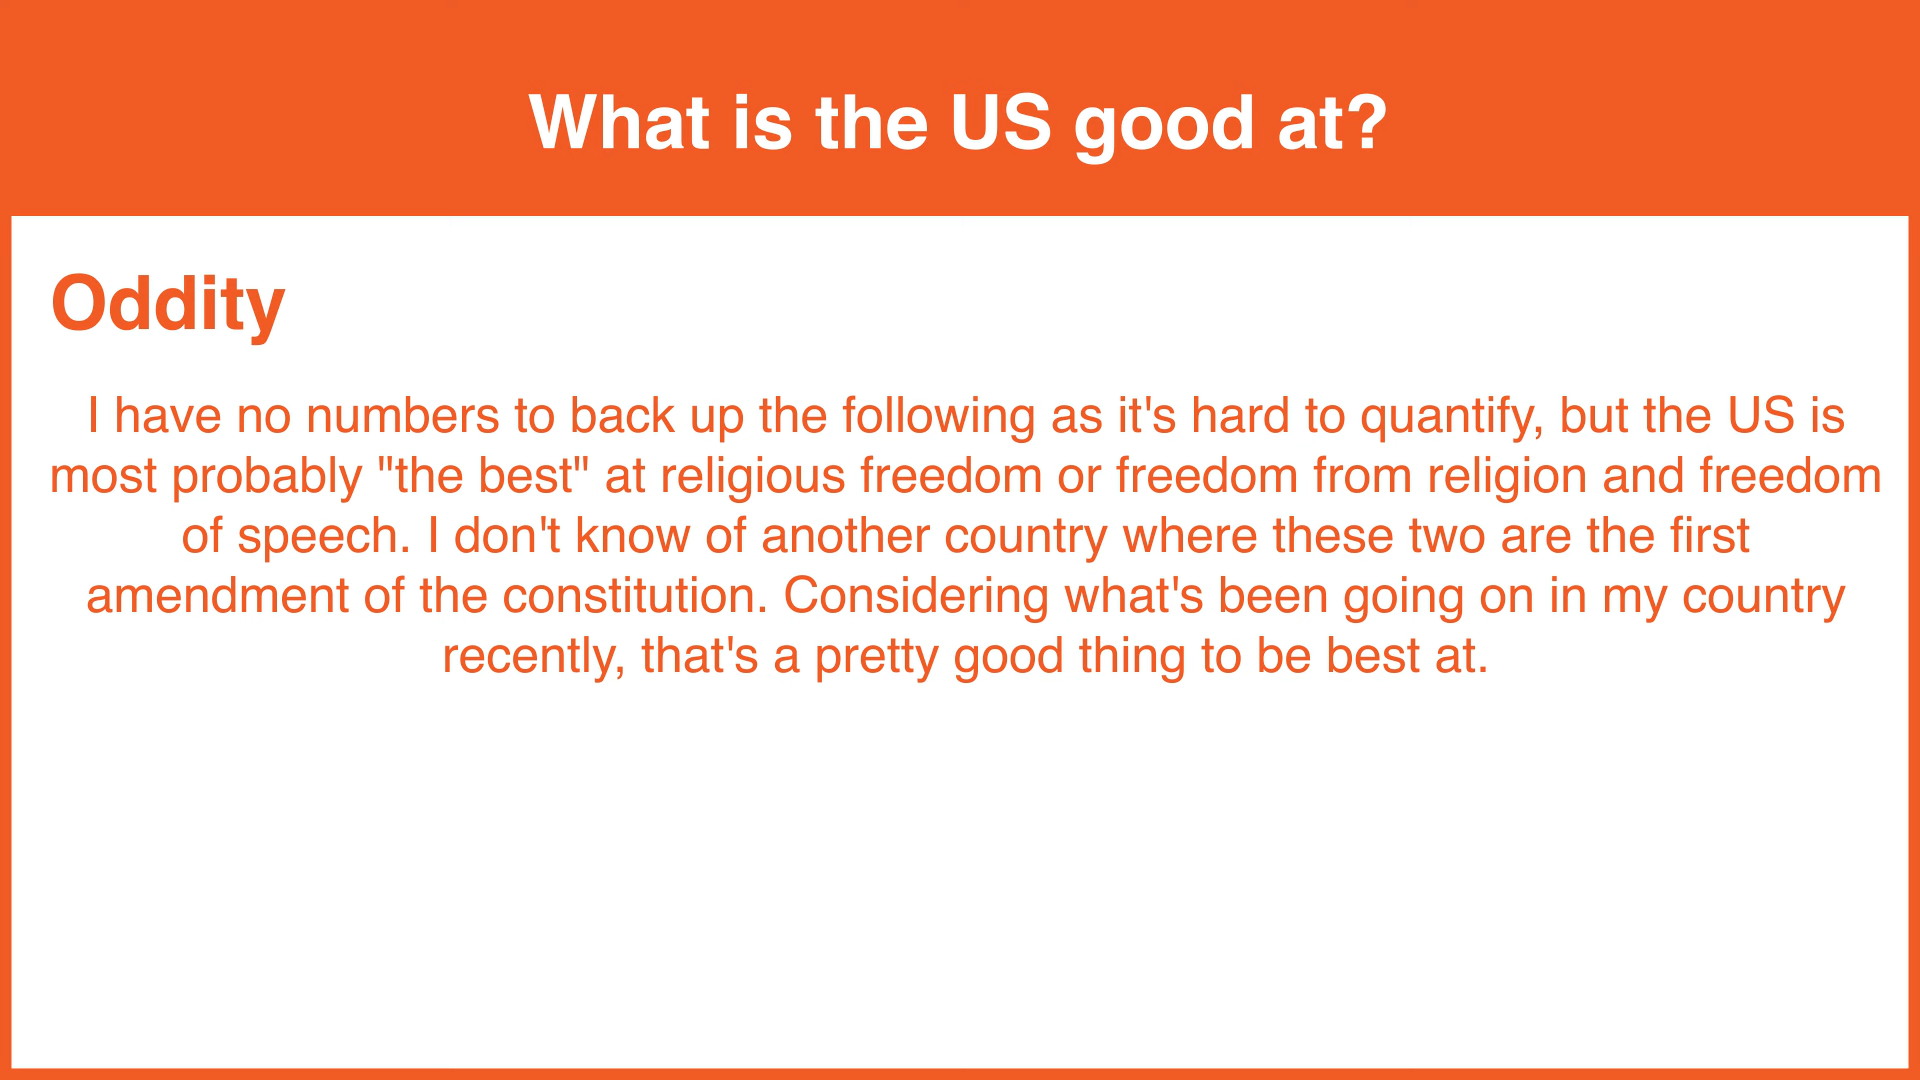 What is the US good at?
Oddity
I have no numbers to back up the following as it's hard to quantify, but the US is
most probably "the best" at religious freedom or freedom from religion and freedom
of speech. I don't know of another country where these two are the first
amendment of the constitution. Considering what's been going on in my country
recently, that's a pretty good thing to be best at.